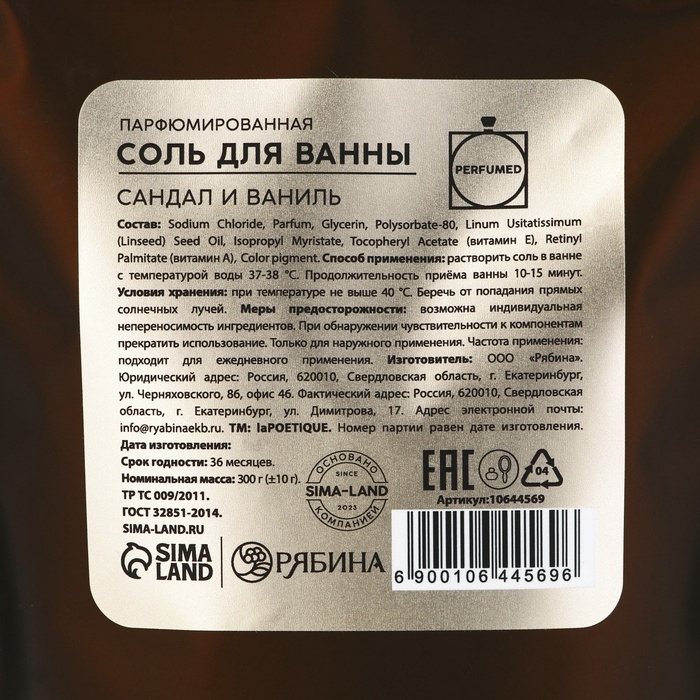 ПАРФЮМИРОВАННАЯ
СОЛЬ ДЛЯ ВАННЫ
PERFUMED
САНДАЛ И ВАНИЛЬ
Состав: Sodium Chloride, Parfum, Glycerin, Polysorbate-80, Linum Usitatissimum
(Linseed) Seed Oil, Isopropyl Myristate, Tocopheryl Acetate (витамин Е), Retinyl
Palmitate (витамин А), Color pigment. Способ применения: растворить соль в ванне
с температурой воды 37-38 °С. Продолжительность приёма ванны 10-15 минут.
Условия хранения: при температуре не выше 40 °С. Беречь от попадания прямых
солнечных лучей. Меры предосторожности: возможна индивидуальная
непереносимость ингредиентов. При обнаружении чувствительности к компонентам
прекратить использование. Только для наружного применения. Частота применения:
подходит для ежедневного применения. Изготовитель: ООО «Рябина».
Юридический адрес: Россия, 620010, Свердловская область, г. Екатеринбург,
ул. Черняховского, 86, офис 46. Фактический адрес: Россия, 620010, Свердловская
область, г. Екатеринбург, ул. Димитрова, 17. Адрес электронной почты:
info@ryabinaekb.ru. ТМ: laPOETIQUE. Номер партии равен дате изготовления.
Дата изготовления:
Срок годности: 36 месяцев.
Номинальная масса: 300 г (±10 г).
ТР ТС 009/2011.
ГОСТ 32851-2014.
SIMA-LAND.RU
ОСНОВАНО
SINCE
SIMA-LAND
2023
КОМПАНИЕЙ
EAC
04
Артикул:10644569
SIMA
LAND
РЯБИНА
6 900106 445696